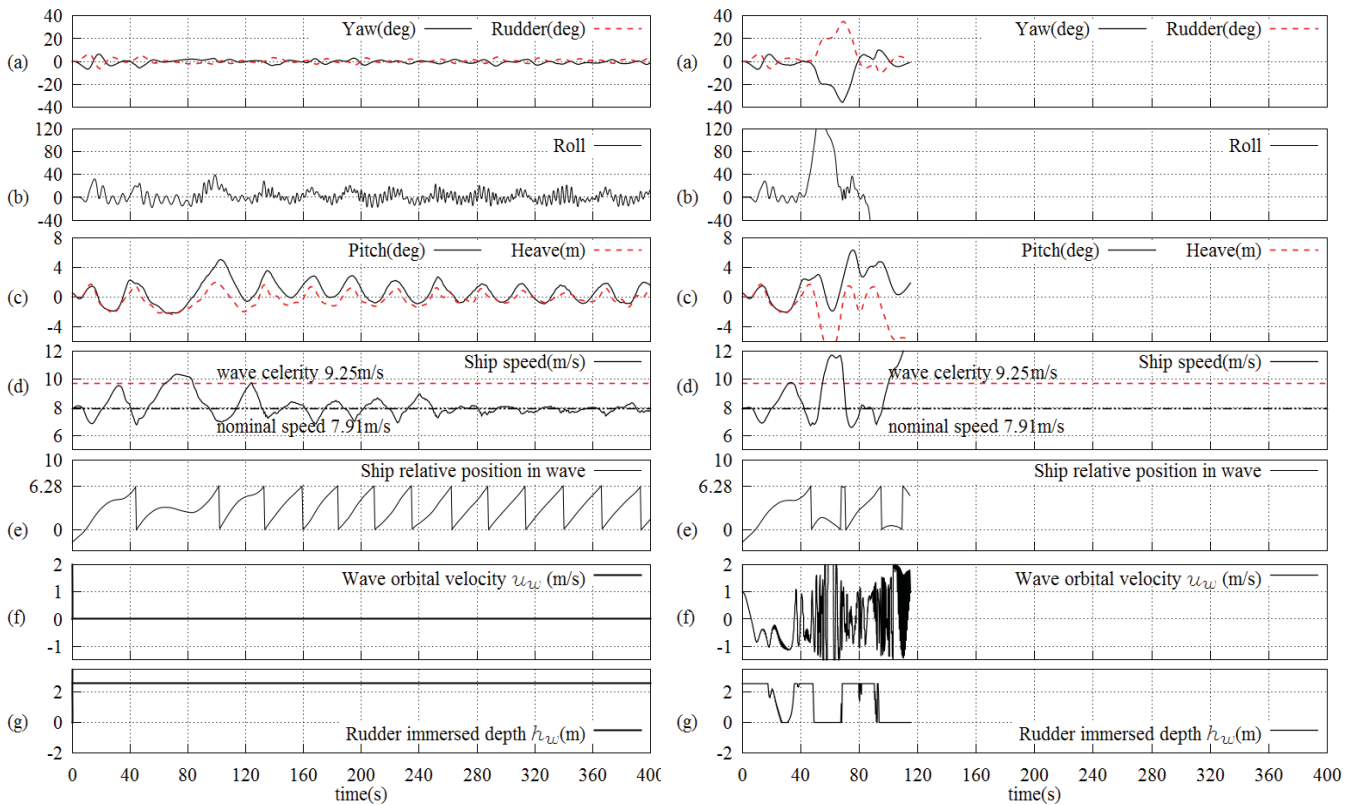 40 Yaw(deg) Rudder(deg)
20
(a) 0
-20
40
120 Roll
80
40
(b) 0
-40
8 Pitch(deg) Heave(m)
4
(c) 0
-4
12 Ship speed(m/s)
wave celerity 9.25m/s
10
(d)
8
nominal speed 7.91m/s
6
10 Ship relative position in wave
6.28
(e) 0
2 Wave orbital velocity u_w (m/s)
1
(f) 0
-1
(g) 2
0 Rudder immersed depth h_w(m)
-2
0 40 80 120 160 200 240 280 320 360 400
time(s)
40 Yaw(deg) Rudder(deg)
20
(a) 0
-20
40
120 Roll
80
40
(b) 0
-40
8 Pitch(deg) Heave(m)
4
(c) 0
-4
12 Ship speed(m/s)
wave celerity 9.25m/s
10
(d)
8
nominal speed 7.91m/s
6
10 Ship relative position in wave
6.28
(e) 0
2 Wave orbital velocity u_w (m/s)
1
(f) 0
-1
(g) 2
0 Rudder immersed depth h_w(m)
-2
0 40 80 120 160 200 240 280 320 360 400
time(s)